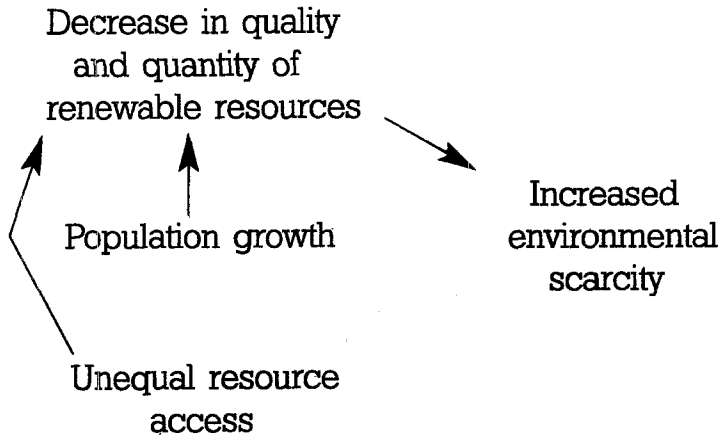 Decrease in quality
and quantity of
renewable resources
Population growth
Increased
environmental
scarcity
Unequal resource
access